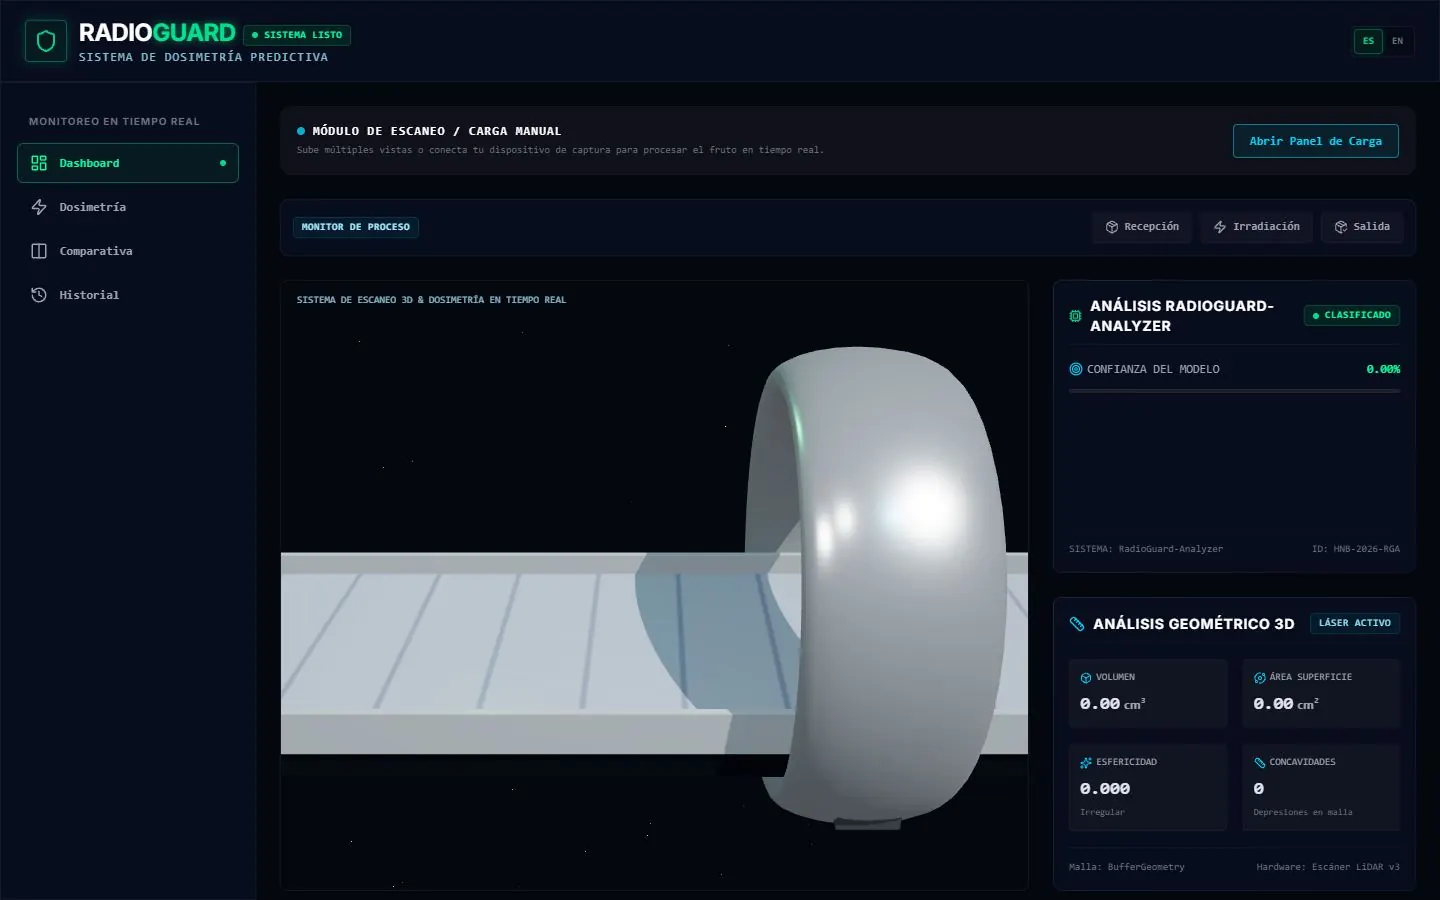 RADIOGUARD
SISTEMA LISTO
SISTEMA DE DOSIMETRÍA PREDICTIVA
ES
EN
MONITOREO EN TIEMPO REAL
Dashboard
Dosimetría
Comparativa
Historial
MÓDULO DE ESCANEO / CARGA MANUAL
Sube múltiples vistas o conecta tu dispositivo de captura para procesar el fruto en tiempo real.
Abrir Panel de Carga
MONITOR DE PROCESO
Recepción
Irradiación
Salida
SISTEMA DE ESCANEO 3D & DOSIMETRÍA EN TIEMPO REAL
ANÁLISIS RADIOGUARD-
ANALYZER
CLASIFICADO
CONFIANZA DEL MODELO
0.00%
SISTEMA: RadioGuard-Analyzer
ID: HNB-2026-RGA
ANÁLISIS GEOMÉTRICO 3D
LÁSER ACTIVO
VOLUMEN
0.00 cm³
ÁREA SUPERFICIE
0.00 cm²
ESFERICIDAD
0.000
Irregular
CONCAVIDADES
0
Depresiones en malla
Malla: BufferGeometry
Hardware: Escáner LiDAR v3